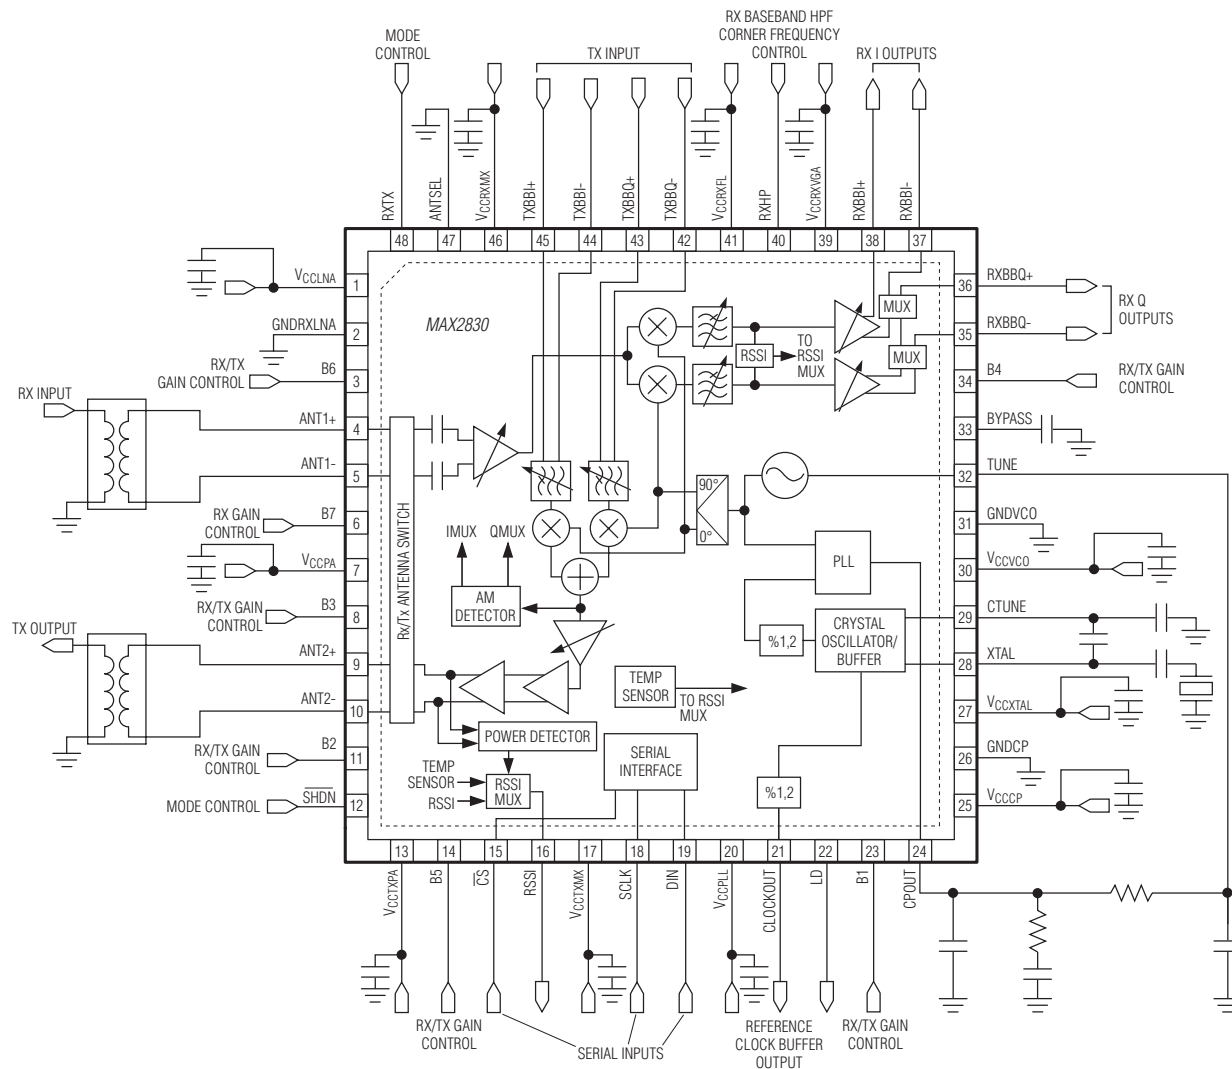 RX BASEBAND HPF
CORNER FREQUENCY
CONTROL
MODE
CONTROL
TX INPUT
RX I OUTPUTS
RXTX
ANTSEL
VCCRXMX
TXBBI+
TXBBI-
TXBBQ+
TXBBQ-
VCCRXFL
RXHP
VCCRXVGA
RXBBI+
RXBBI-
48
47
46
45
44
43
42
41
40
39
38
37
VCCLNA
1
GNDRXLNA
2
RX/TX
GAIN CONTROL
B6
3
RX INPUT
ANT1+
4
ANT1-
5
RX GAIN
CONTROL
B7
6
VCCPA
7
RX/TX GAIN
CONTROL
B3
8
TX OUTPUT
ANT2+
9
ANT2-
10
RX/TX GAIN
CONTROL
B2
11
MODE CONTROL
SHDN
12
MAX2830
MUX
MUX
RSSI
TO
RSSI
MUX
Rx/Tx ANTENNA SWITCH
90°
0°
IMUX
QMUX
AM
DETECTOR
PLL
%1,2
CRYSTAL
OSCILLATOR/
BUFFER
TEMP
SENSOR
TO RSSI
MUX
POWER DETECTOR
SERIAL
INTERFACE
TEMP
SENSOR
RSSI
RSSI
MUX
%1,2
36
RXBBQ+
RX Q
OUTPUTS
35
RXBBQ-
34
B4
RX/TX GAIN
CONTROL
33
BYPASS
32
TUNE
31
GNDVCO
30
VCCVCO
29
CTUNE
28
XTAL
27
VCCXTAL
26
GNDCP
25
VCCCP
13
14
15
16
17
18
19
20
21
22
23
24
VCCTXPA
B5
CS
RSSI
VCCTXMX
SCLK
DIN
VCCPLL
CLOCKOUT
LD
B1
CPOUT
RX/TX GAIN
CONTROL
SERIAL INPUTS
REFERENCE
CLOCK BUFFER
OUTPUT
RX/TX GAIN
CONTROL